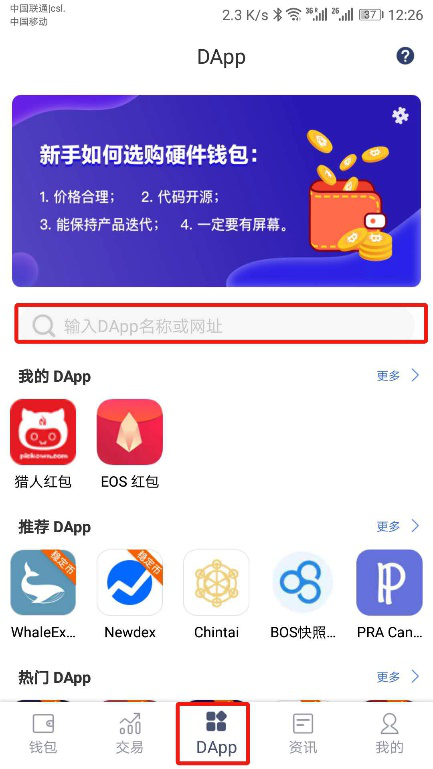 中国联通|csl.
中国移动
2.3 K/s 3G 2G 37 12:26
DApp
?
新手如何选购硬件钱包：
1. 价格合理； 2. 代码开源；
3. 能保持产品迭代； 4. 一定要有屏幕。
输入DApp名称或网址
我的 DApp 更多
猎人红包 EOS 红包
推荐 DApp 更多
稳定币 稳定币
WhaleEx... Newdex Chintai BOS快照... PRA Can...
热门 DApp 更多
钱包 交易 DApp 资讯 我的